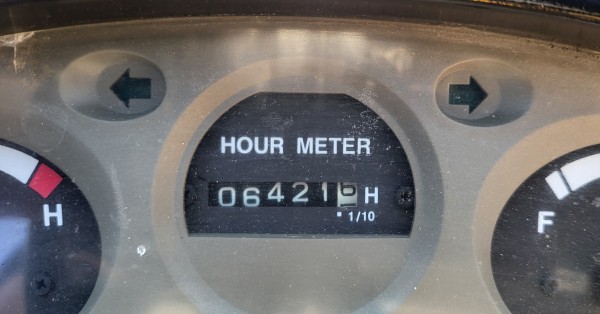 HOUR METER
064216 H
▪ 1/10
H
F